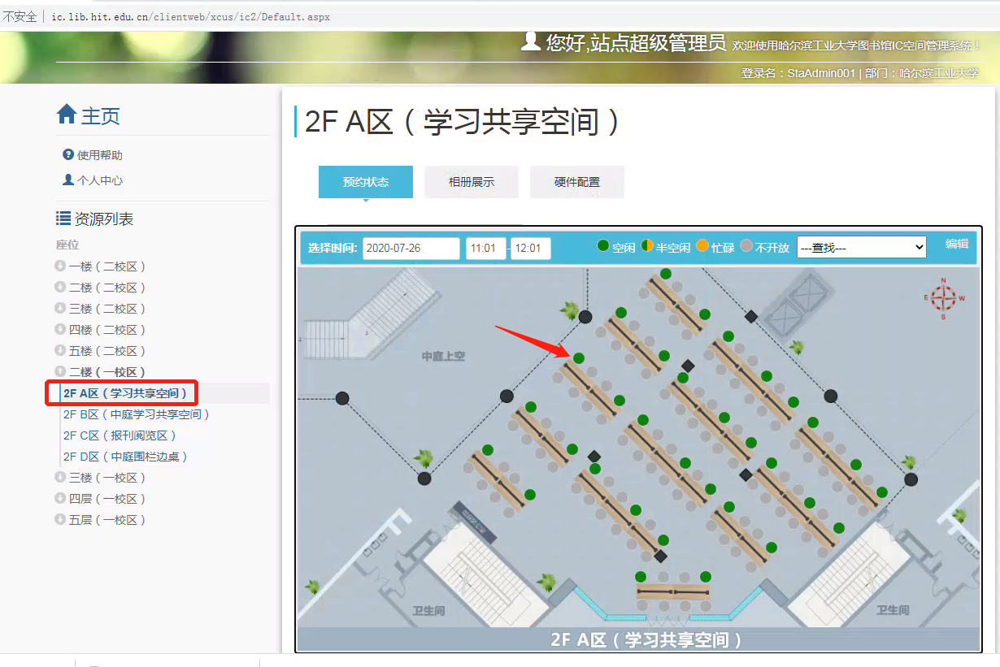 不安全 ic.lib.hit.edu.cn/clientweb/xcus/ic2/Default.aspx
您好,站点超级管理员 欢迎使用哈尔滨工业大学图书馆IC空间管理系统！
登录名：StaAdmin001 | 部门：哈尔滨工业大学
主页
使用帮助
个人中心
资源列表
座位
一楼（二校区）
二楼（二校区）
三楼（二校区）
四楼（二校区）
五楼（二校区）
二楼（一校区）
2F A区（学习共享空间）
2F B区（中庭学习共享空间）
2F C区（报刊阅览区）
2F D区（中庭围栏边桌）
三楼（一校区）
四层（一校区）
五层（一校区）
2F A区（学习共享空间）
预约状态 相册展示 硬件配置
选择时间: 2020-07-26 11:01 - 12:01 空闲 半空闲 忙碌 不开放 ---查找--- 编辑
N
E W
S
中庭上空
卫生间
卫生间
2F A区（学习共享空间）